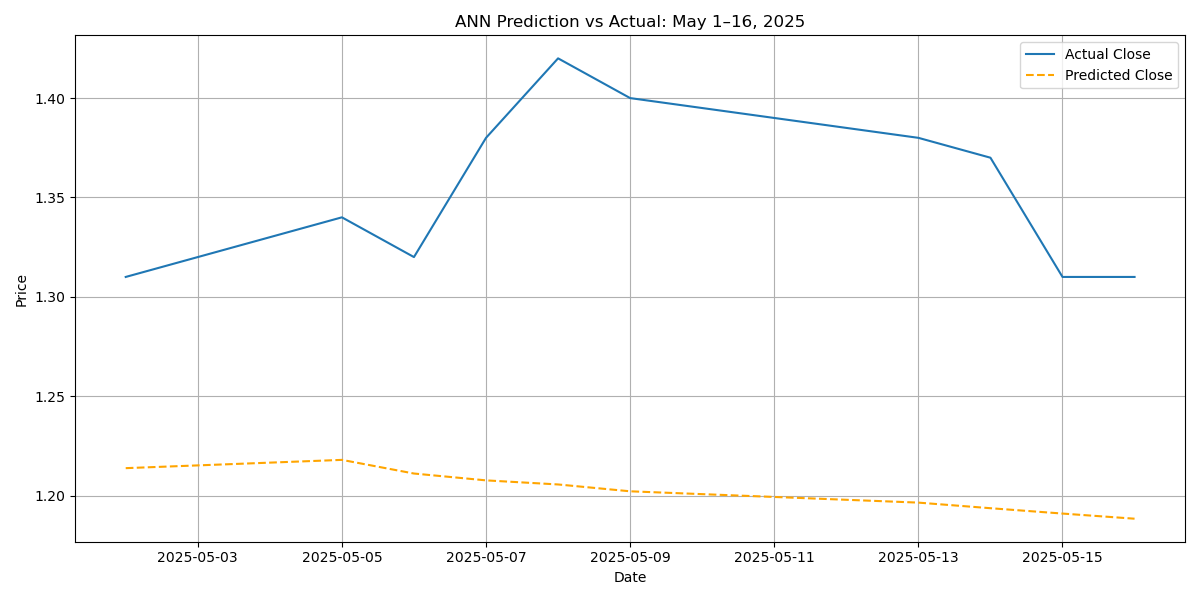 ANN Prediction vs Actual: May 1–16, 2025
Actual Close
Predicted Close
1.40
1.35
1.30
1.25
1.20
Price
2025-05-03 2025-05-05 2025-05-07 2025-05-09 2025-05-11 2025-05-13 2025-05-15
Date